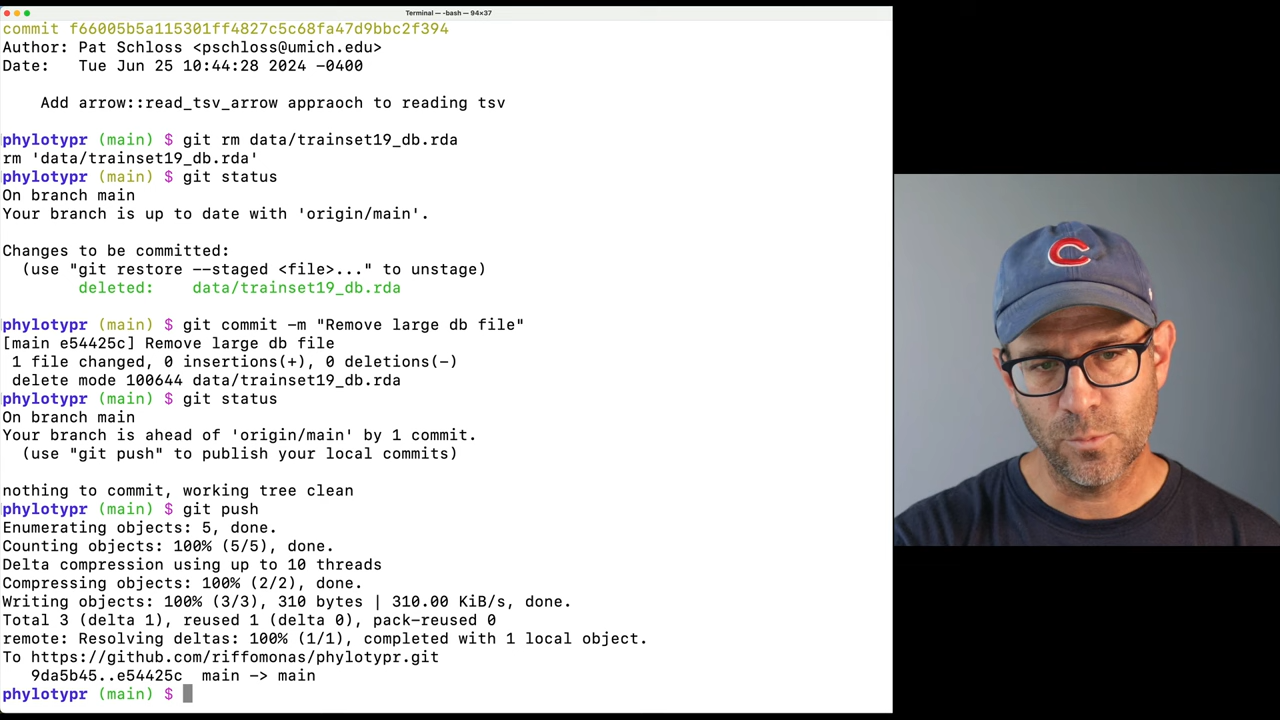 Terminal — -bash — 94×37
commit f66005b5a115301ff4827c5c68fa47d9bbc2f394
Author: Pat Schloss <pschloss@umich.edu>
Date:   Tue Jun 25 10:44:28 2024 -0400
Add arrow::read_tsv_arrow appraoch to reading tsv
phylotypr (main) $ git rm data/trainset19_db.rda
rm 'data/trainset19_db.rda'
phylotypr (main) $ git status
On branch main
Your branch is up to date with 'origin/main'.
Changes to be committed:
(use "git restore --staged <file>..." to unstage)
deleted:    data/trainset19_db.rda
phylotypr (main) $ git commit -m "Remove large db file"
[main e54425c] Remove large db file
1 file changed, 0 insertions(+), 0 deletions(-)
delete mode 100644 data/trainset19_db.rda
phylotypr (main) $ git status
On branch main
Your branch is ahead of 'origin/main' by 1 commit.
(use "git push" to publish your local commits)
nothing to commit, working tree clean
phylotypr (main) $ git push
Enumerating objects: 5, done.
Counting objects: 100% (5/5), done.
Delta compression using up to 10 threads
Compressing objects: 100% (2/2), done.
Writing objects: 100% (3/3), 310 bytes | 310.00 KiB/s, done.
Total 3 (delta 1), reused 1 (delta 0), pack-reused 0
remote: Resolving deltas: 100% (1/1), completed with 1 local object.
To https://github.com/riffomonas/phylotypr.git
9da5b45..e54425c  main -> main
phylotypr (main) $
C